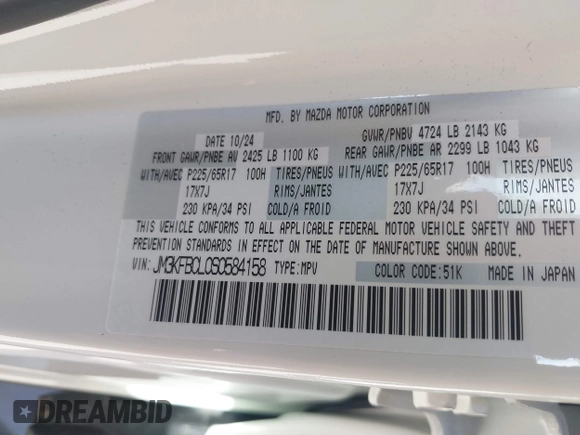 MFD. BY MAZDA MOTOR CORPORATION
DATE 10/24 GVWR/PNBV 4724 LB 2143 KG
FRONT GAWR/PNBE AV 2425 LB 1100 KG REAR GAWR/PNBE AR 2299 LB 1043 KG
WITH/AVEC P225/65R17 100H TIRES/PNEUS WITH/AVEC P225/65R17 100H TIRES/PNEUS
17X7J RIMS/JANTES 17X7J RIMS/JANTES
230 KPA/34 PSI COLD/A FROID 230 KPA/34 PSI COLD/A FROID
THIS VEHICLE CONFORMS TO ALL APPLICABLE FEDERAL MOTOR VEHICLE SAFETY AND THEFT
PREVENTION STANDARDS IN EFFECT ON THE DATE OF MANUFACTURE SHOWN ABOVE.
VIN: JM3KFBCL0S0584158 TYPE:MPV COLOR CODE:51K MADE IN JAPAN
DREAMBID